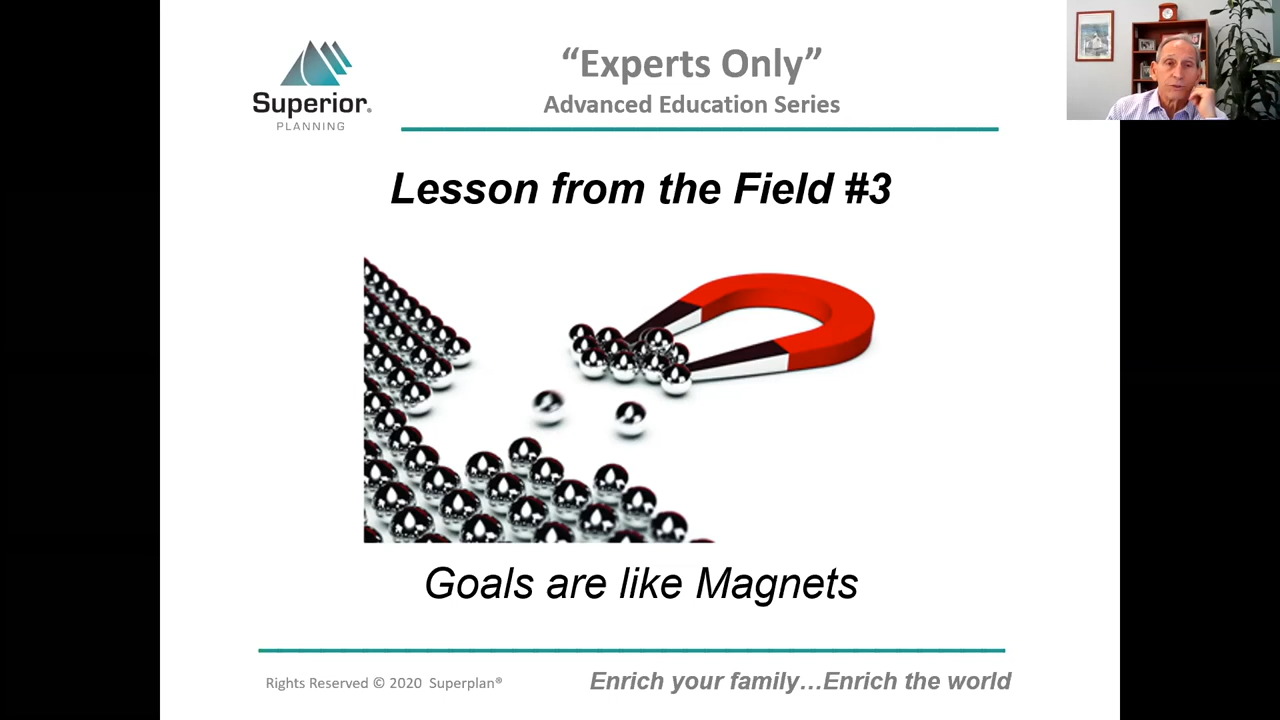 “Experts Only”
Advanced Education Series
Superior®
PLANNING
Lesson from the Field #3
Goals are like Magnets
Rights Reserved © 2020 Superplan®
Enrich your family…Enrich the world